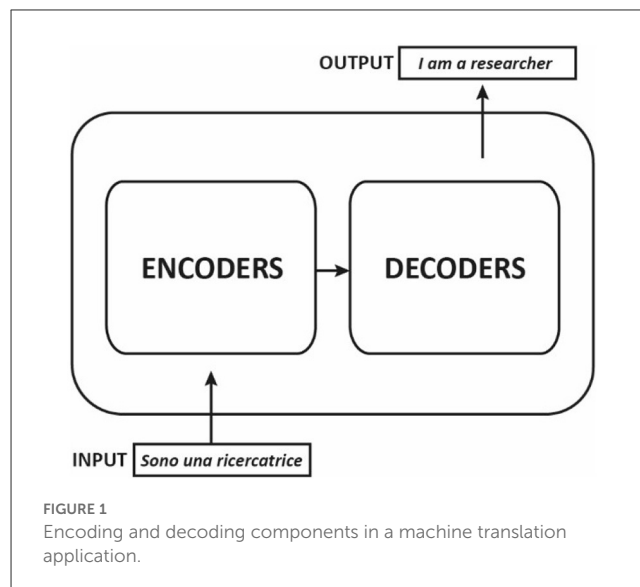 OUTPUT I am a researcher
ENCODERS DECODERS
INPUT Sono una ricercatrice
FIGURE 1
Encoding and decoding components in a machine translation
application.